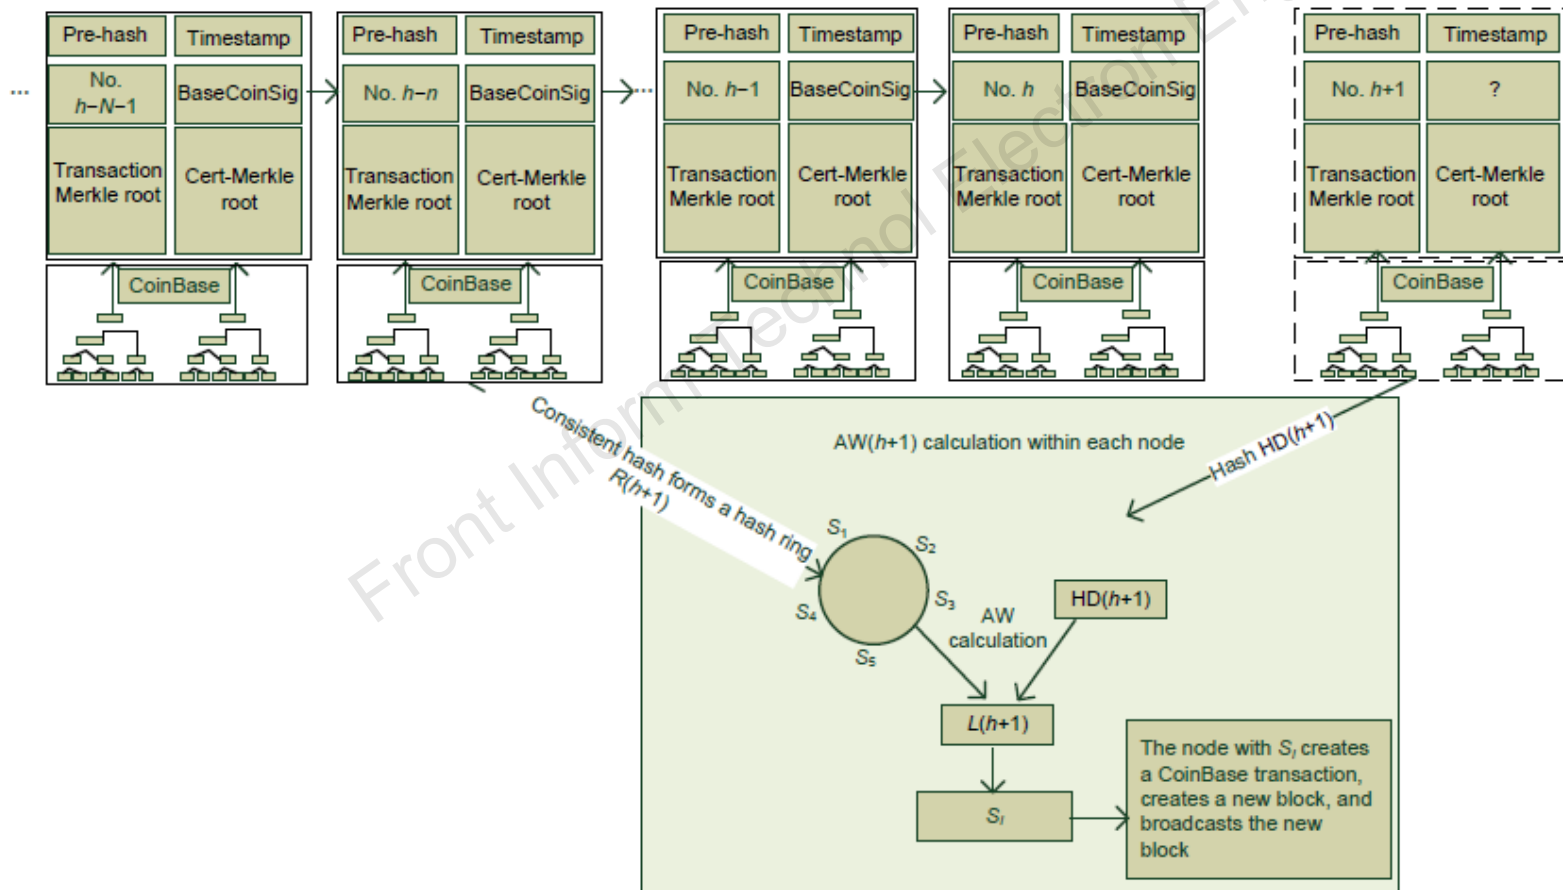 Pre-hash
Timestamp
No.
h−N−1
BaseCoinSig
Transaction
Merkle root
Cert-Merkle
root
CoinBase
Pre-hash
Timestamp
No. h−n
BaseCoinSig
Transaction
Merkle root
Cert-Merkle
root
CoinBase
...
...
Pre-hash
Timestamp
No. h−1
BaseCoinSig
Transaction
Merkle root
Cert-Merkle
root
CoinBase
Pre-hash
Timestamp
No. h
BaseCoinSig
Transaction
Merkle root
Cert-Merkle
root
CoinBase
Pre-hash
Timestamp
No. h+1
?
Transaction
Merkle root
Cert-Merkle
root
CoinBase
Consistent hash forms a hash ring
R(h+1)
AW(h+1) calculation within each node
Hash HD(h+1)
S₁
S₂
S₃
S₄
S₅
AW
calculation
HD(h+1)
L(h+1)
Sₗ
The node with Sₗ creates
a CoinBase transaction,
creates a new block, and
broadcasts the new
block
Front Inform Technol Electron